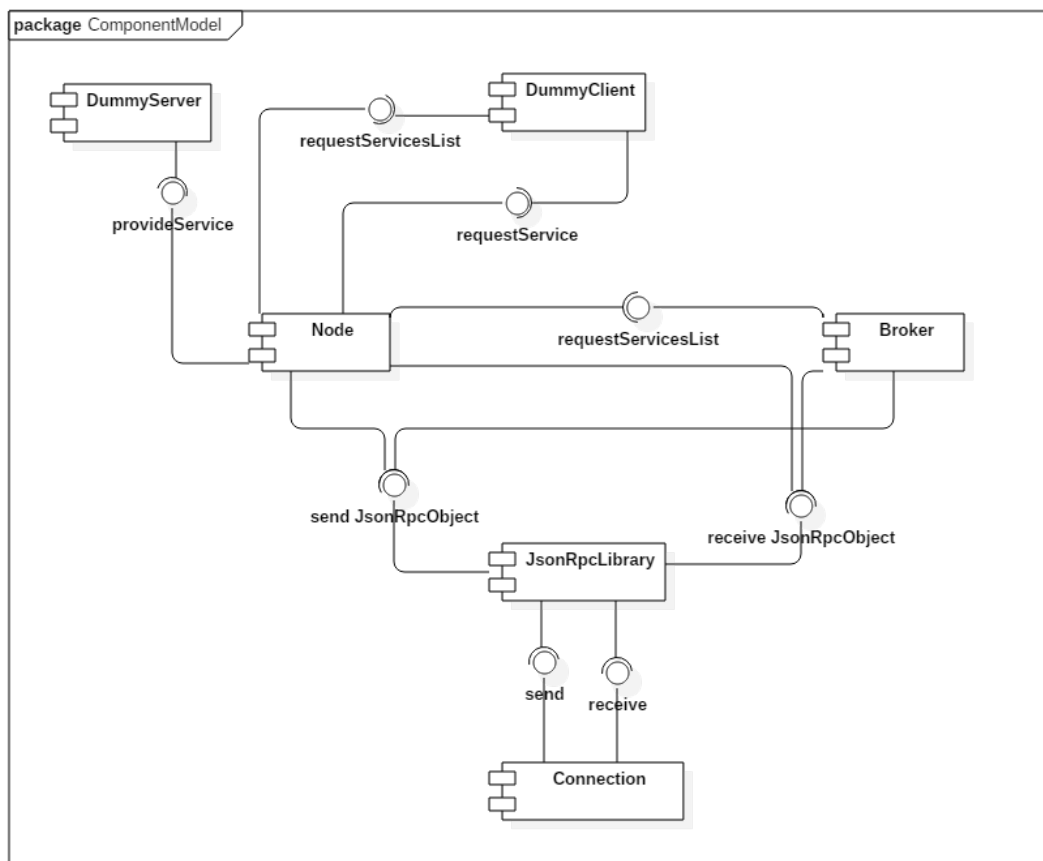 package ComponentModel
DummyServer
DummyClient
requestServicesList
provideService
requestService
Node
requestServicesList
Broker
send JsonRpcObject
receive JsonRpcObject
JsonRpcLibrary
send
receive
Connection